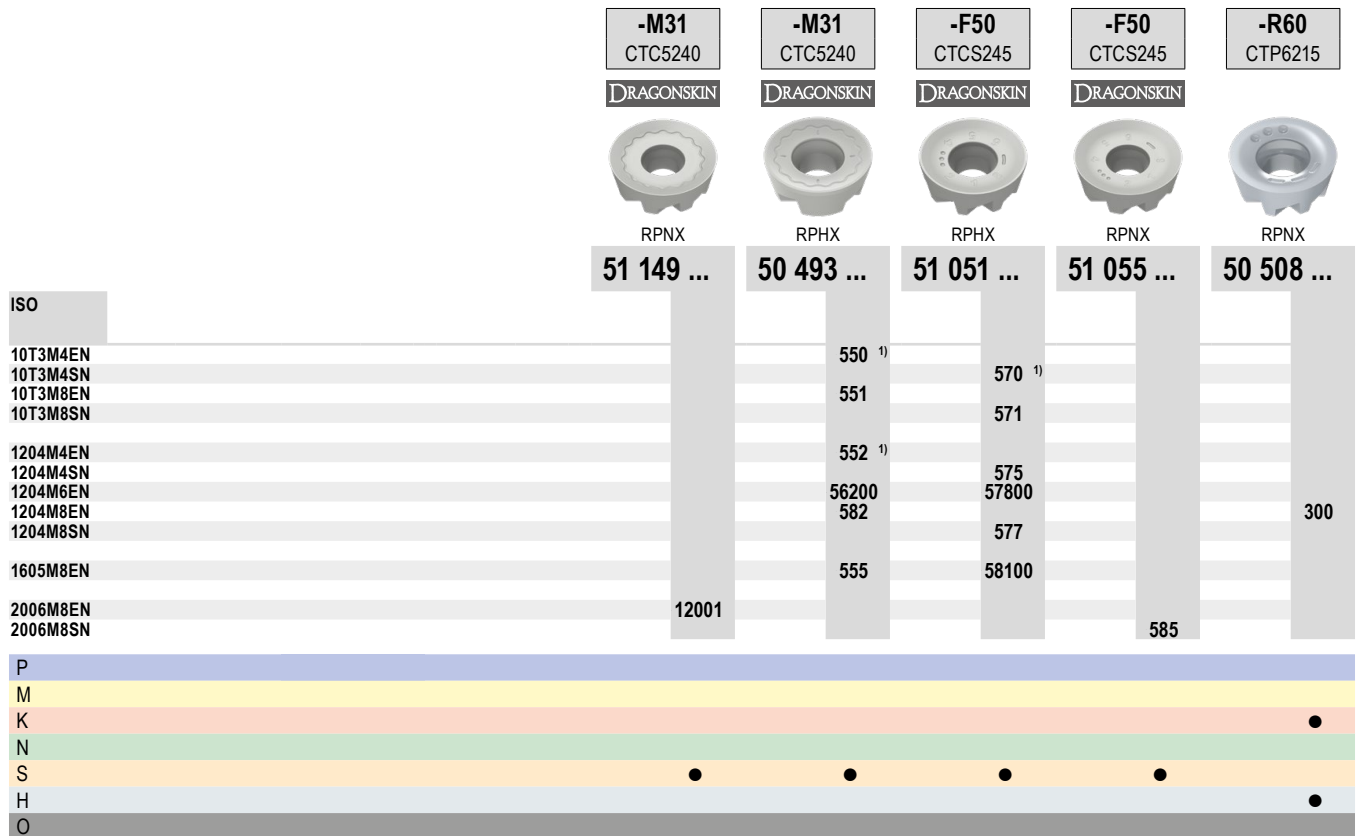 -M31 -M31 -F50 -F50 -R60
CTC5240 CTC5240 CTCS245 CTCS245 CTP6215
DRAGONSKIN DRAGONSKIN DRAGONSKIN DRAGONSKIN
RPNX RPHX RPHX RPNX RPNX
51 149 ... 50 493 ... 51 051 ... 51 055 ... 50 508 ...
ISO
10T3M4EN 550 1)
10T3M4SN 570 1)
10T3M8EN 551
10T3M8SN 571
1204M4EN 552 1)
1204M4SN 575
1204M6EN 56200 57800
1204M8EN 582 300
1204M8SN 577
1605M8EN 555 58100
2006M8EN 12001
2006M8SN 585
P
M
K ●
N
S ● ● ● ●
H ●
O